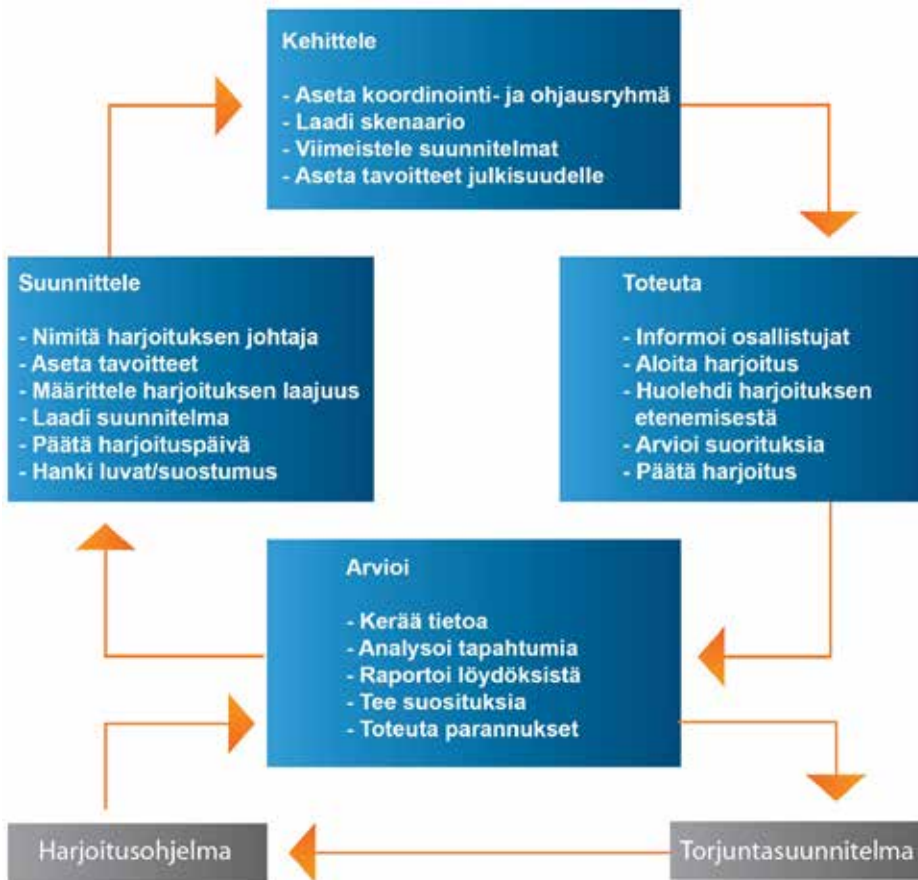 Kehittele
- Aseta koordinointi- ja ohjausryhmä
- Laadi skenaario
- Viimeistele suunnitelmat
- Aseta tavoitteet julkisuudelle
Suunnittele
- Nimitä harjoituksen johtaja
- Aseta tavoitteet
- Määrittele harjoituksen laajuus
- Laadi suunnitelma
- Päätä harjoituspäivä
- Hanki luvat/suostumus
Toteuta
- Informoi osallistujat
- Aloita harjoitus
- Huolehdi harjoituksen
etenemisestä
- Arvioi suorituksia
- Päätä harjoitus
Arvioi
- Kerää tietoa
- Analysoi tapahtumia
- Raportoi löydöksistä
- Tee suosituksia
- Toteuta parannukset
Harjoitusohjelma
Torjuntasuunnitelma